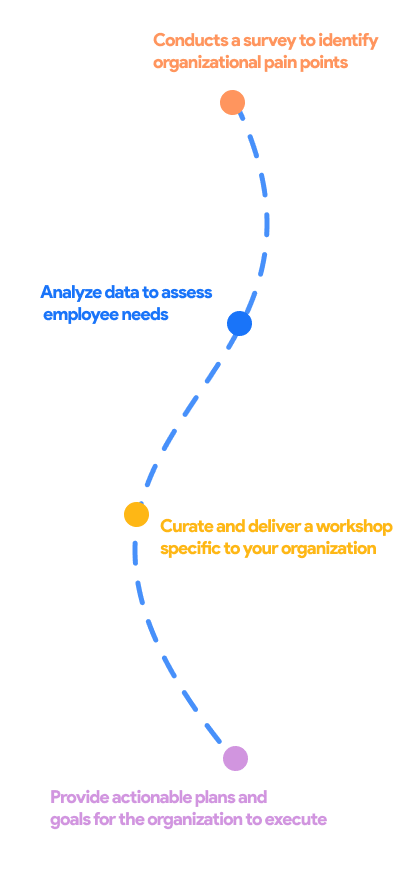 Conducts a survey to identify
organizational pain points
Analyze data to assess
employee needs
Curate and deliver a workshop
specific to your organization
Provide actionable plans and
goals for the organization to execute